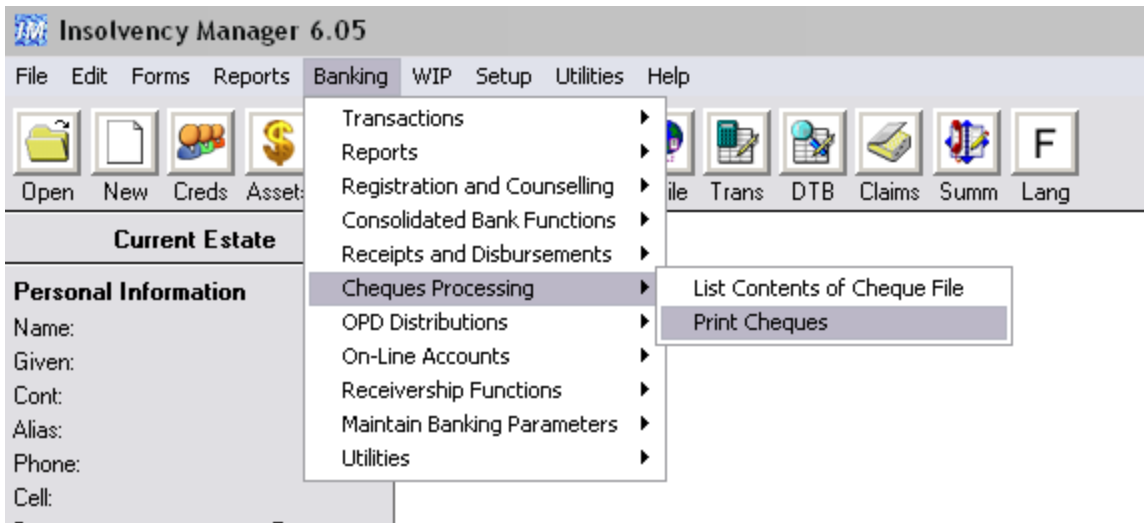 IM Insolvency Manager 6.05
File Edit Forms Reports Banking WIP Setup Utilities Help
Open New Creds Trans DTB Claims Summ Lang
F
Current Estate
Personal Information
Name:
Given:
Cont:
Alias:
Phone:
Cell:
Transactions
Reports
Registration and Counselling
Consolidated Bank Functions
Receipts and Disbursements
Cheques Processing
OPD Distributions
On-Line Accounts
Receivership Functions
Maintain Banking Parameters
Utilities
List Contents of Cheque File
Print Cheques